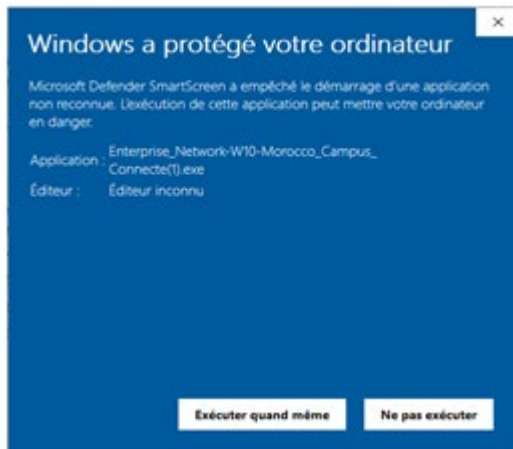 Windows a protégé votre ordinateur
Microsoft Defender SmartScreen a empêché le démarrage d'une application
non reconnue. L'exécution de cette application peut mettre votre ordinateur
en danger.
Application : Enterprise_Network-W10-Morocco_Campus_
Connecte(1).exe
Éditeur : Éditeur inconnu
Exécuter quand même Ne pas exécuter